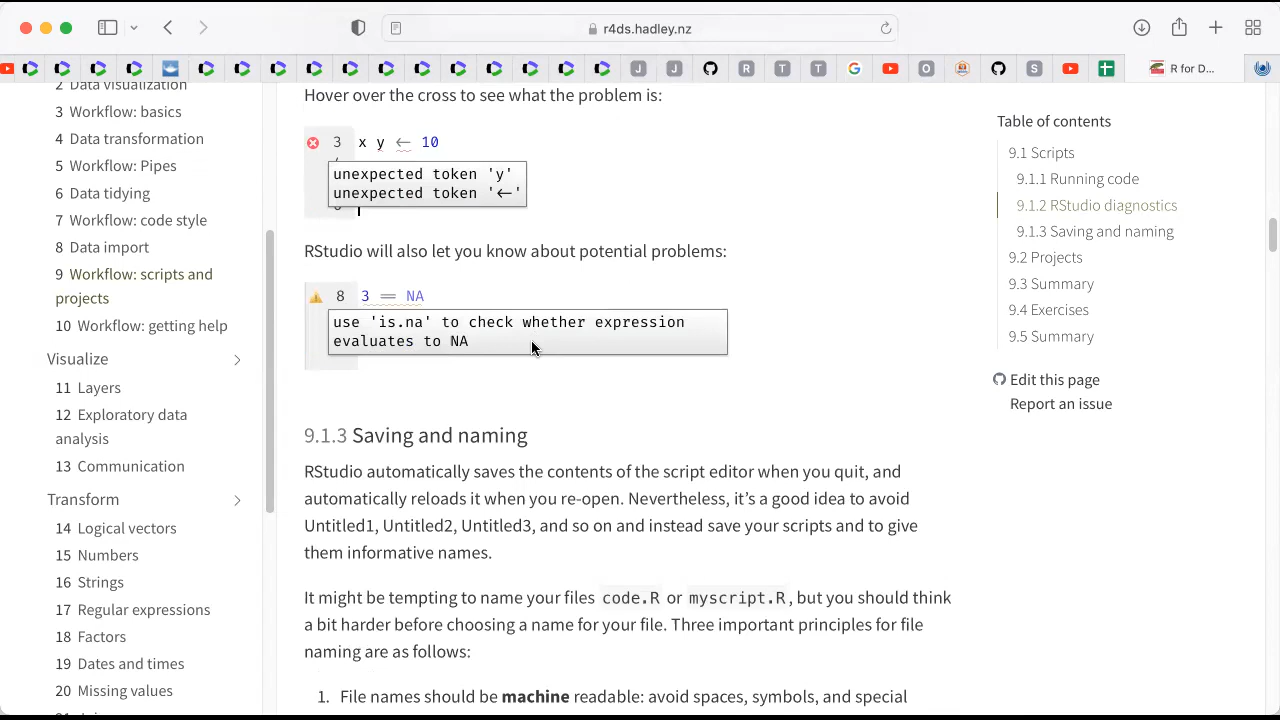 r4ds.hadley.nz
J
J
R
T
T
G
O
S
R for D...
2 Data visualization
3 Workflow: basics
4 Data transformation
5 Workflow: Pipes
6 Data tidying
7 Workflow: code style
8 Data import
9 Workflow: scripts and
projects
10 Workflow: getting help
Visualize
11 Layers
12 Exploratory data
analysis
13 Communication
Transform
14 Logical vectors
15 Numbers
16 Strings
17 Regular expressions
18 Factors
19 Dates and times
20 Missing values
Hover over the cross to see what the problem is:
3 x y ← 10
unexpected token 'y'
unexpected token '←'
RStudio will also let you know about potential problems:
8 3 == NA
use 'is.na' to check whether expression
evaluates to NA
9.1.3 Saving and naming
RStudio automatically saves the contents of the script editor when you quit, and
automatically reloads it when you re-open. Nevertheless, it's a good idea to avoid
Untitled1, Untitled2, Untitled3, and so on and instead save your scripts and to give
them informative names.
It might be tempting to name your files code.R or myscript.R, but you should think
a bit harder before choosing a name for your file. Three important principles for file
naming are as follows:
1. File names should be machine readable: avoid spaces, symbols, and special
Table of contents
9.1 Scripts
9.1.1 Running code
9.1.2 RStudio diagnostics
9.1.3 Saving and naming
9.2 Projects
9.3 Summary
9.4 Exercises
9.5 Summary
Edit this page
Report an issue